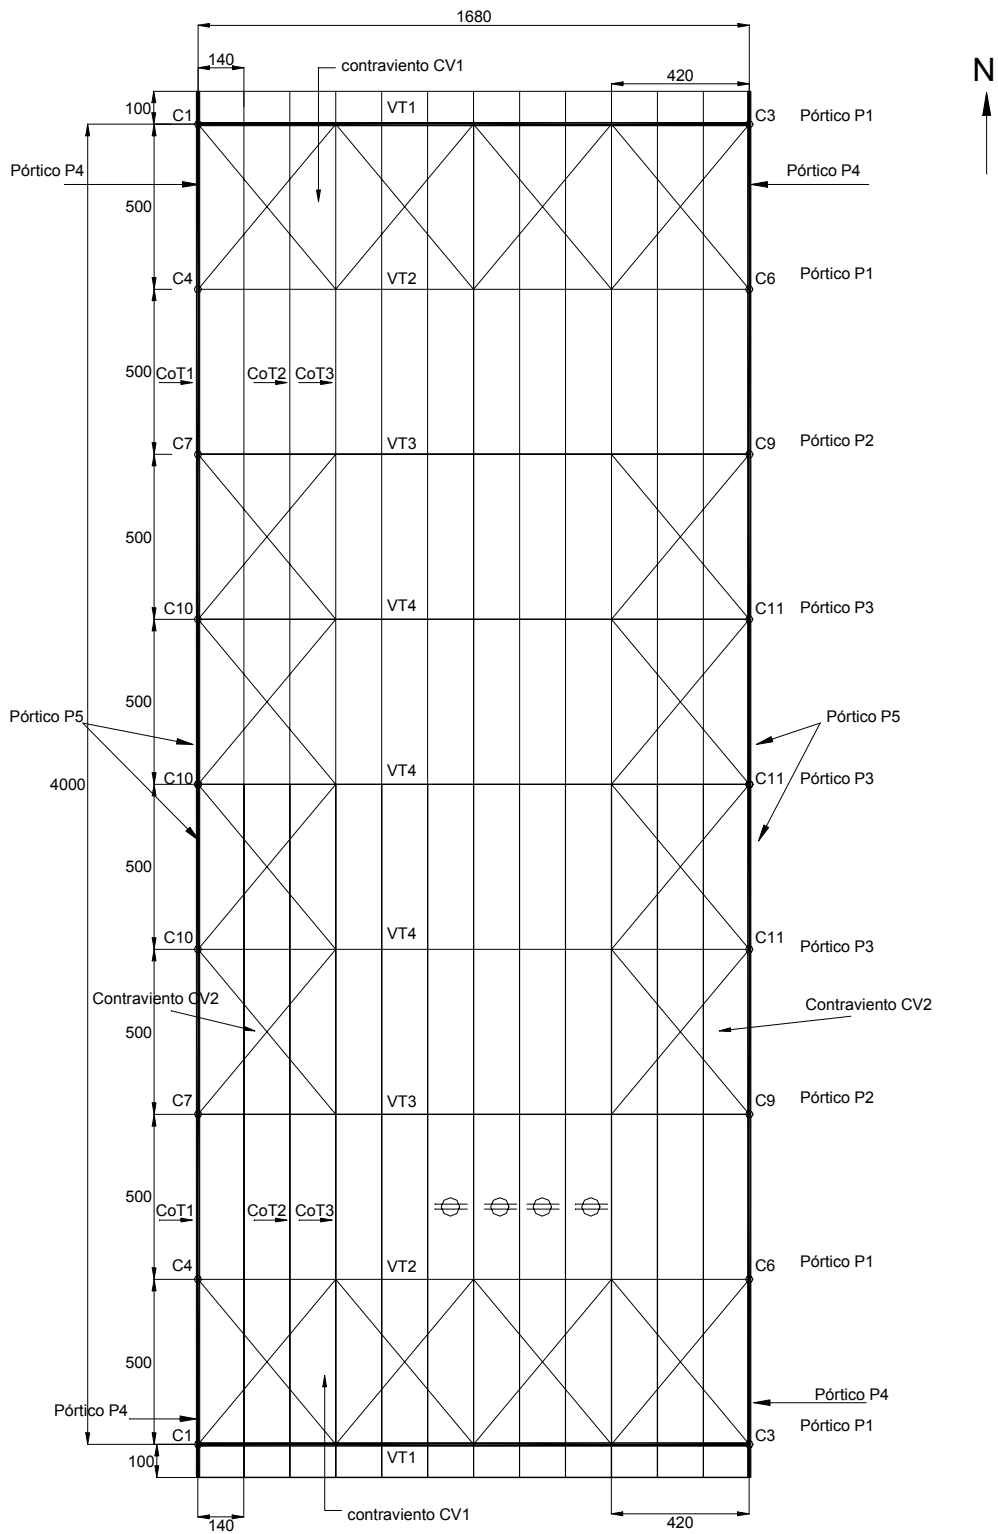 1680
140
contraviento CV1
420
N
100
C1
VT1
C3
Pórtico P1
Pórtico P4
Pórtico P4
500
C4
VT2
C6
Pórtico P1
500
CoT1
CoT2
CoT3
C7
VT3
C9
Pórtico P2
500
C10
VT4
C11
Pórtico P3
500
Pórtico P5
Pórtico P5
4000
C10
VT4
C11
Pórtico P3
500
C10
VT4
C11
Pórtico P3
Contraviento CV2
Contraviento CV2
500
C7
VT3
C9
Pórtico P2
500
CoT1
CoT2
CoT3
C4
VT2
C6
Pórtico P1
500
Pórtico P4
Pórtico P4
C1
C3
Pórtico P1
100
VT1
contraviento CV1
140
420